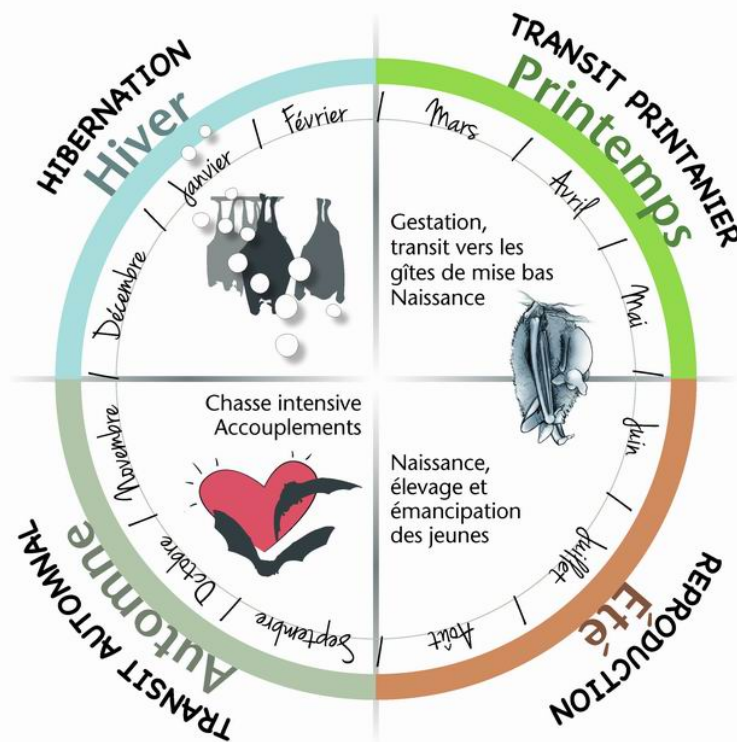 HIBERNATION
Hiver
Décembre
Janvier
Février
TRANSIT PRINTANIER
Printemps
Mars
Avril
Mai
Gestation,
transit vers les
gîtes de mise bas
Naissance
REPRODUCTION
Été
Juin
Juillet
Août
Naissance,
élevage et
émancipation
des jeunes
TRANSIT AUTOMNAL
Automne
Septembre
Octobre
Novembre
Chasse intensive
Accouplements